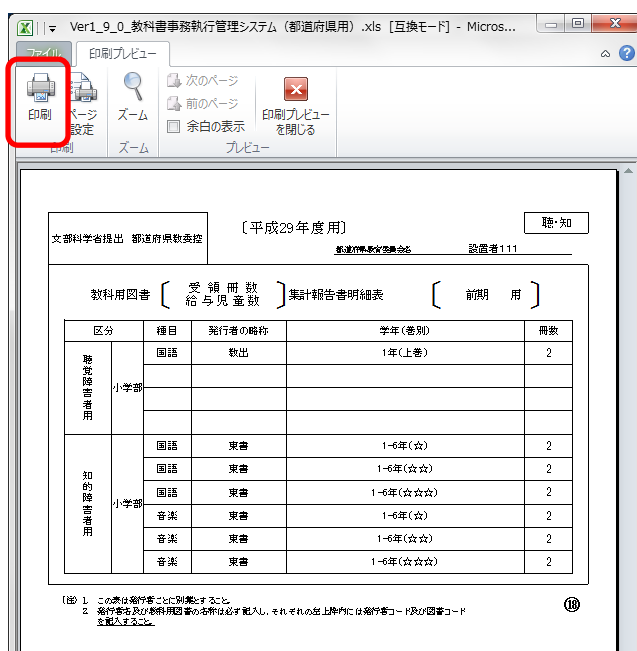 Ver1_9_0_教科書事務執行管理システム（都道府県用）.xls [互換モード] - Micros...
ファイル 印刷プレビュー
印刷 ページ設定 ズーム 次のページ 前のページ 余白の表示 印刷プレビューを閉じる
印刷 ズーム プレビュー
文部科学省提出 都道府県教委控
〔平成29年度用〕
聴・知
都道府県教育委員会名 設置者111
教科用図書 〔 受領冊数 給与児童数 〕 集計報告書明細表 〔 前期 用 〕
区分 種目 発行者の略称 学年(巻別) 冊数
聴覚障害者用 小学部 国語 教出 1年(上巻) 2
知的障害者用 小学部 国語 東書 1-6年(☆) 2
国語 東書 1-6年(☆☆) 2
国語 東書 1-6年(☆☆☆) 2
音楽 東書 1-6年(☆) 2
音楽 東書 1-6年(☆☆) 2
音楽 東書 1-6年(☆☆☆) 2
(注) 1. この表は発行者ごとに別葉とすること。
2. 発行者名及び教科用図書の名称は必ず記入し、それぞれの左上枠内には発行者コード及び図書コード
を記入すること。
⑱